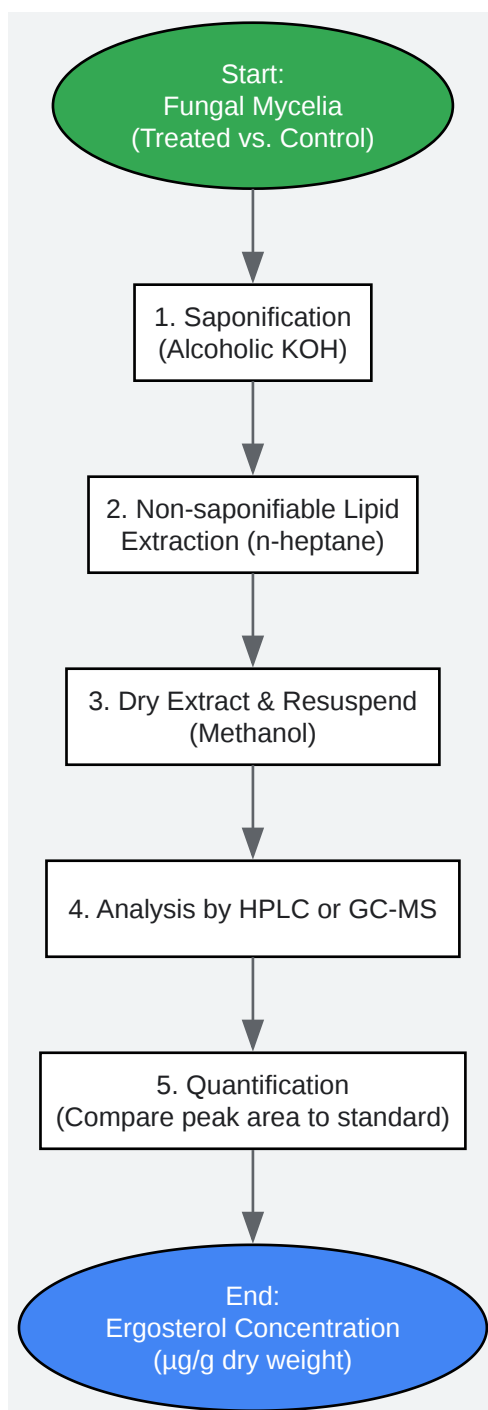 Start:
Fungal Mycelia
(Treated vs. Control)
1. Saponification
(Alcoholic KOH)
2. Non-saponifiable Lipid
Extraction (n-heptane)
3. Dry Extract & Resuspend
(Methanol)
4. Analysis by HPLC or GC-MS
5. Quantification
(Compare peak area to standard)
End:
Ergosterol Concentration
(µg/g dry weight)